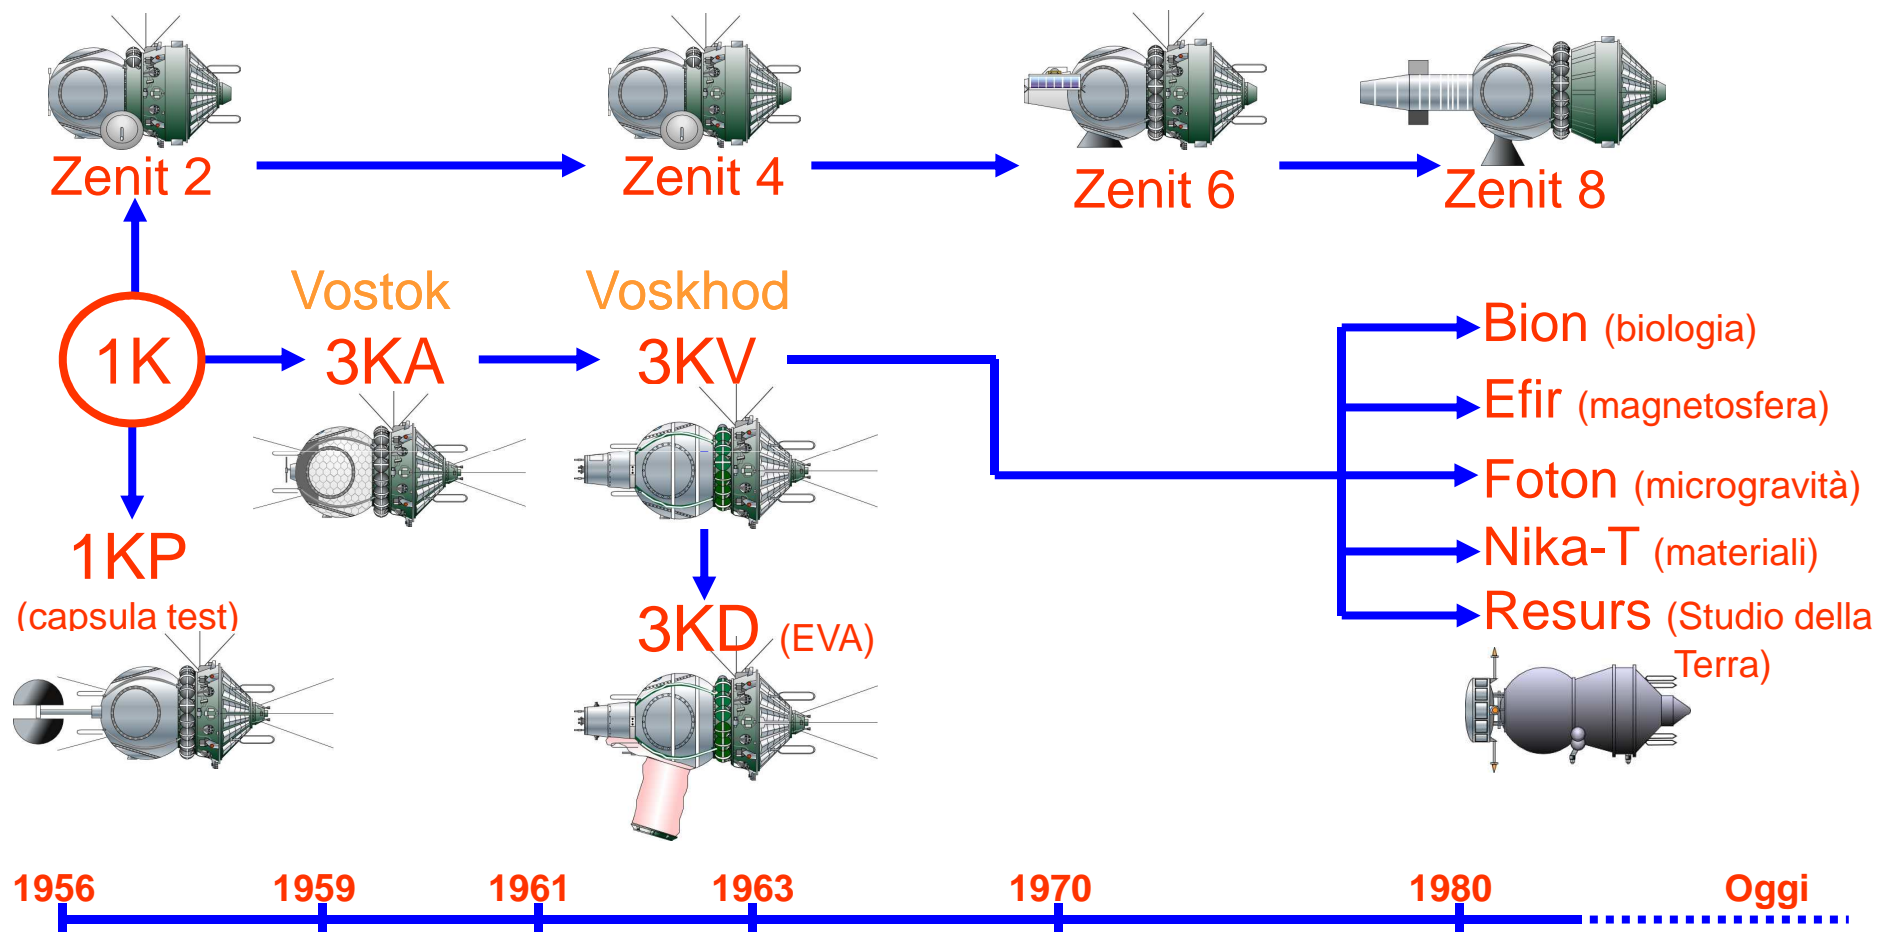 Zenit 2
Zenit 4
Zenit 6
Zenit 8
Vostok
Voskhod
1K
3KA
3KV
Bion (biologia)
Efir (magnetosfera)
Foton (microgravità)
Nika-T (materiali)
Resurs (Studio della
Terra)
1KP
(capsula test)
3KD (EVA)
1956
1959
1961
1963
1970
1980
Oggi